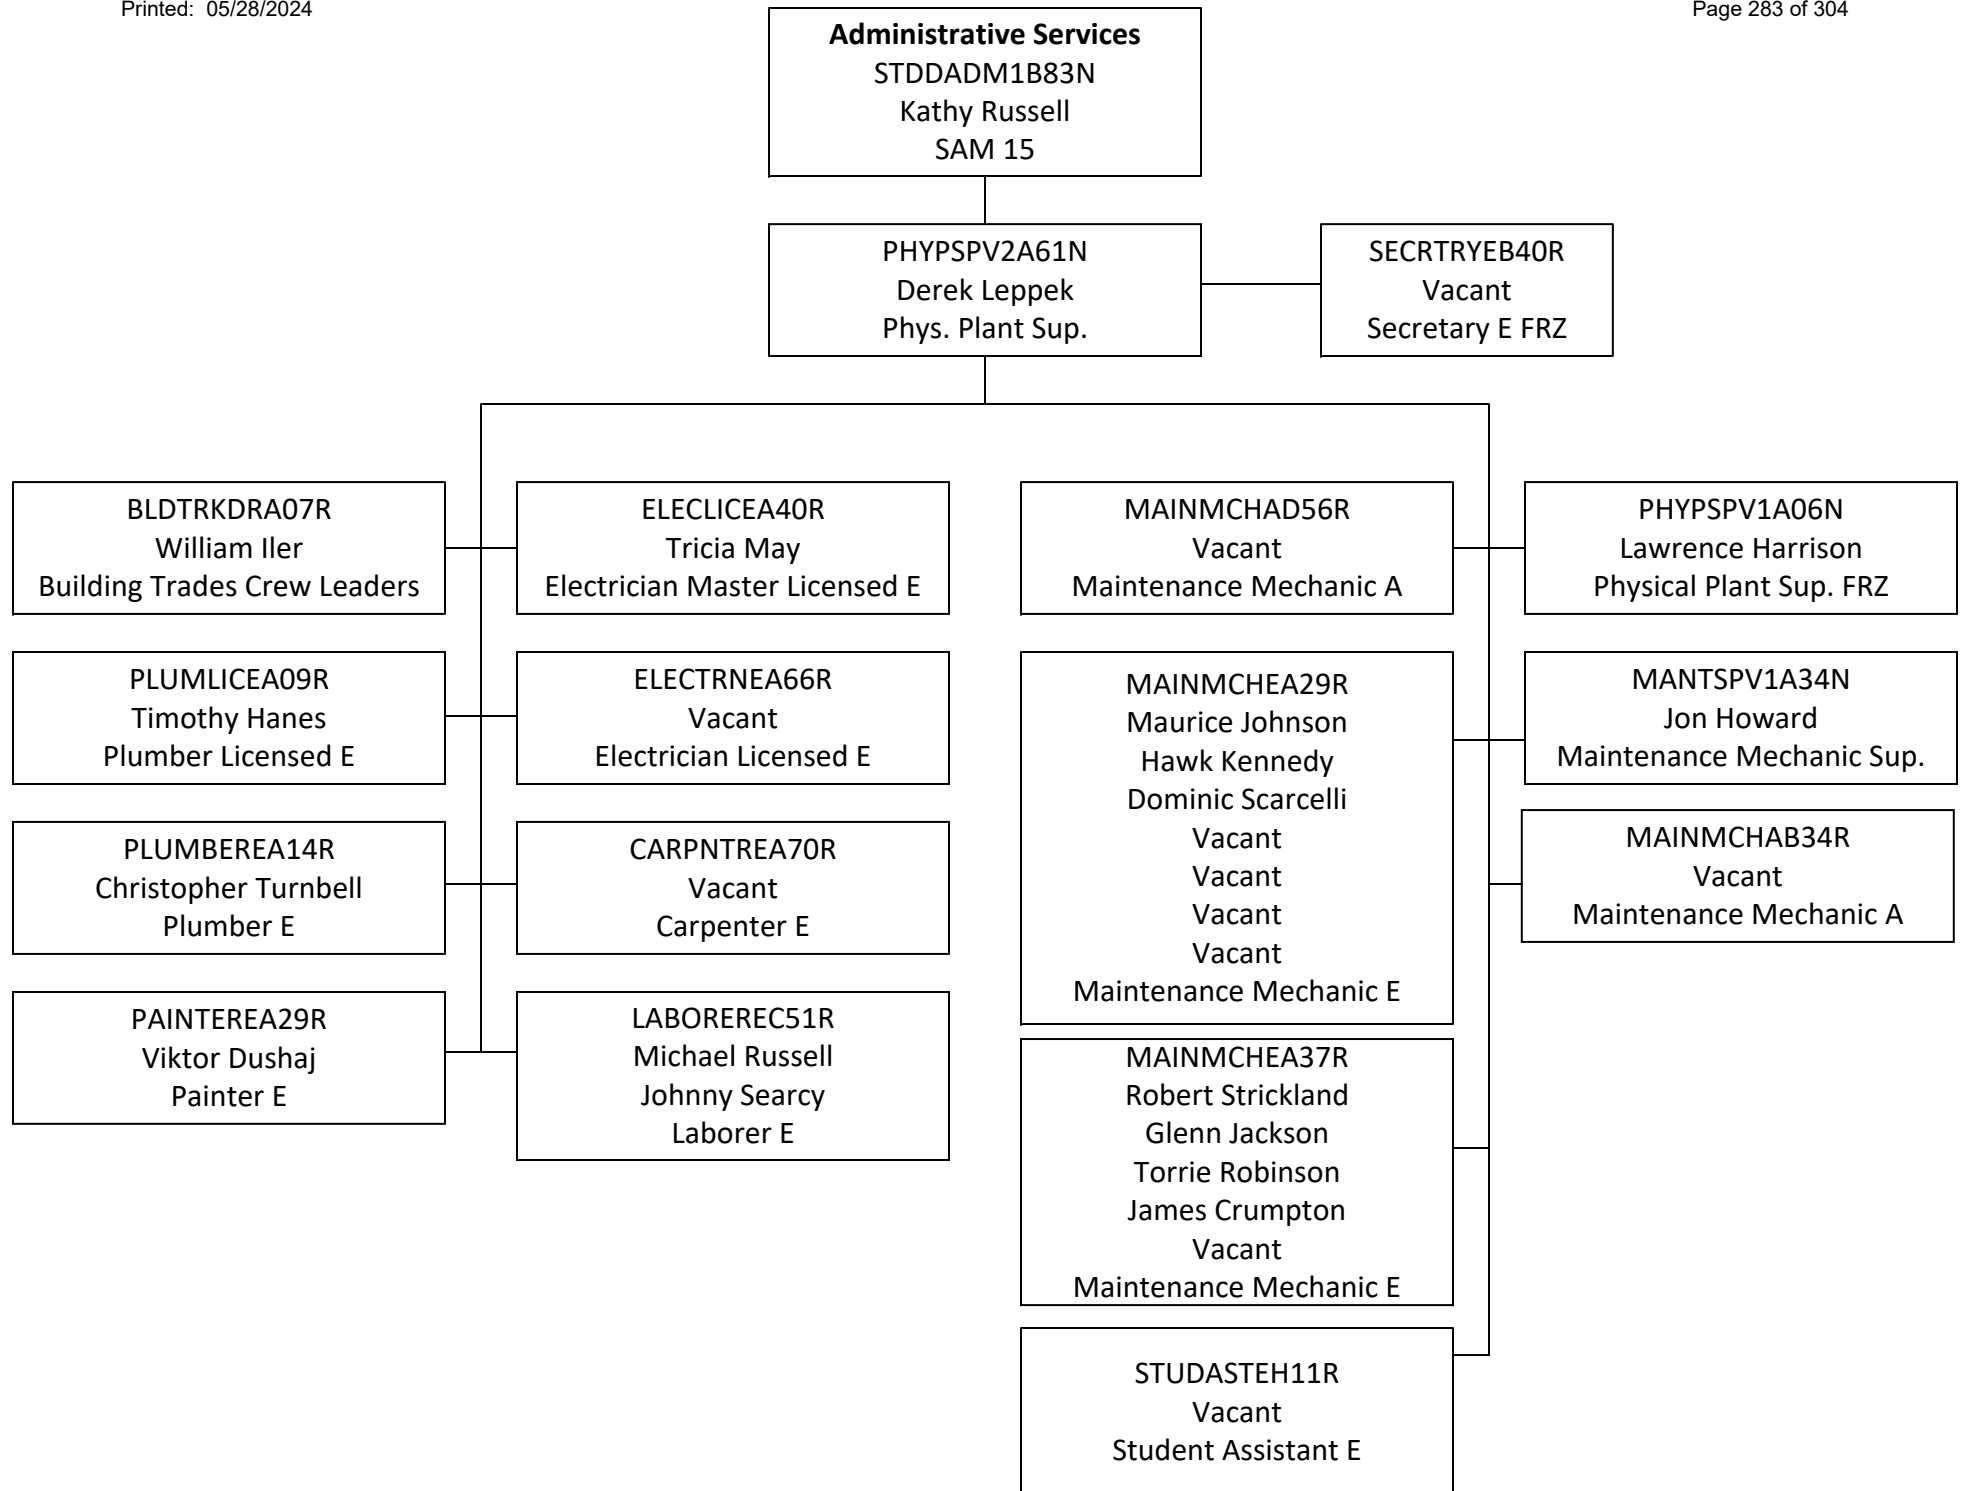 Printed: 05/28/2024
Page 283 of 304
Administrative Services
STDDADM1B83N
Kathy Russell
SAM 15
PHYPSPV2A61N
Derek Leppek
Phys. Plant Sup.
SECRTRYEB40R
Vacant
Secretary E FRZ
BLDTRKDRA07R
William Iler
Building Trades Crew Leaders
ELECLICEA40R
Tricia May
Electrician Master Licensed E
MAINMCHAD56R
Vacant
Maintenance Mechanic A
PHYPSPV1A06N
Lawrence Harrison
Physical Plant Sup. FRZ
PLUMLICEA09R
Timothy Hanes
Plumber Licensed E
ELECTRNEA66R
Vacant
Electrician Licensed E
MAINMCHEA29R
Maurice Johnson
Hawk Kennedy
Dominic Scarcelli
Vacant
Vacant
Vacant
Vacant
Maintenance Mechanic E
MANTSPV1A34N
Jon Howard
Maintenance Mechanic Sup.
PLUMBEREA14R
Christopher Turnbell
Plumber E
CARPNTREA70R
Vacant
Carpenter E
MAINMCHAB34R
Vacant
Maintenance Mechanic A
PAINTEREA29R
Viktor Dushaj
Painter E
LABOREREC51R
Michael Russell
Johnny Searcy
Laborer E
MAINMCHEA37R
Robert Strickland
Glenn Jackson
Torrie Robinson
James Crumpton
Vacant
Maintenance Mechanic E
STUDASTEH11R
Vacant
Student Assistant E